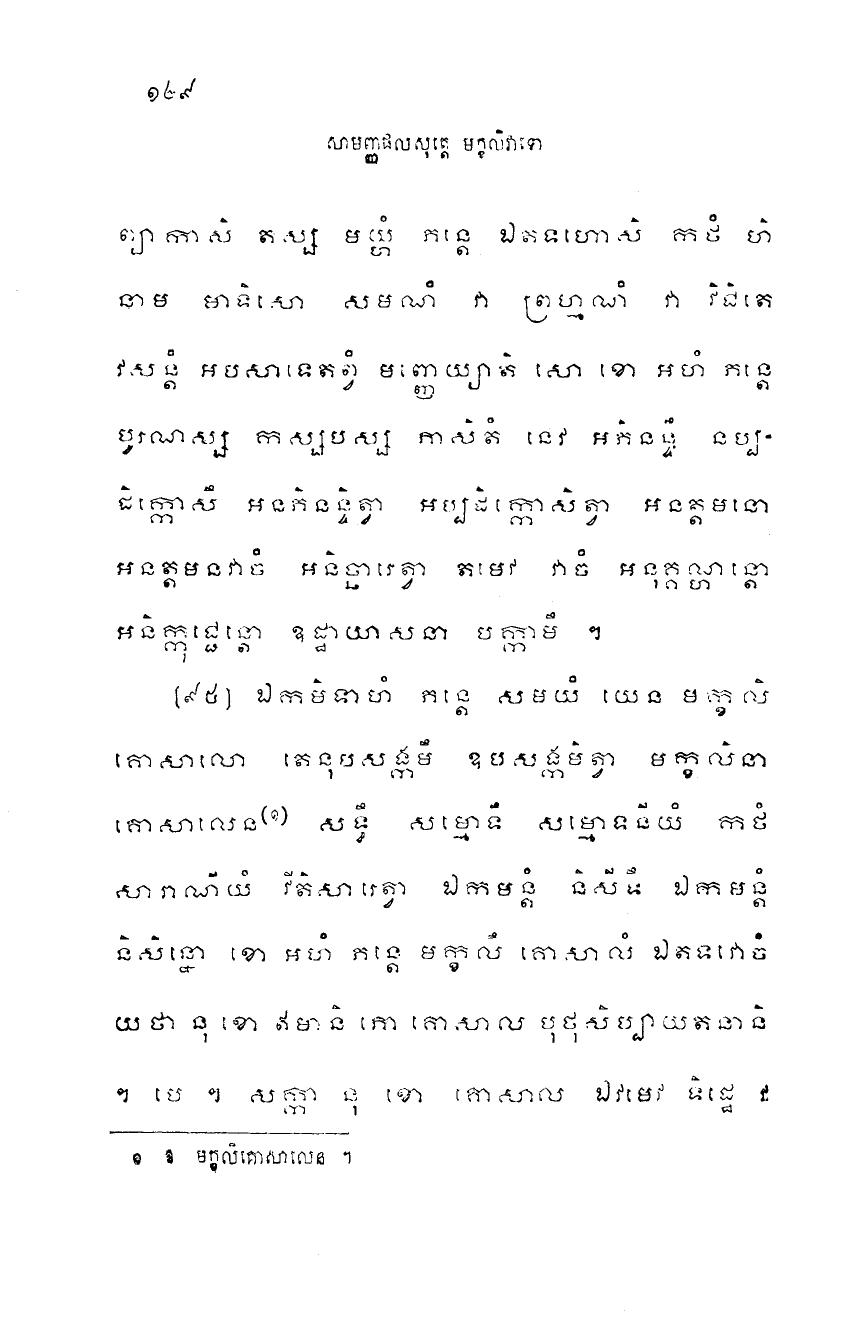 ១៤៩
សាមញ្ញផលសុត្តេ មក្ខលិវាទោ
ព្យាកាសិ តស្ស មយ្ហំ ភន្តេ ឯតទហោសិ កថំ ហិ
នាម មាទិសោ សមណំ វា ព្រហ្មណំ វា វិជិតេ
វសន្តំ អបសាទេតព្វំ មញ្ញេយ្យាតិ សោ ខោ អហំ ភន្តេ
បូរណស្ស កស្សបស្ស ភាសិតំ នេវ អភិនន្ទឹ នប្ប-
ដិក្កោសឹ អនភិនន្ទិត្វា អប្បដិក្កោសិត្វា អនត្តមនោ
អនត្តមនវាចំ អនិច្ឆារេត្វា តមេវ វាចំ អនុគ្គណ្ហន្តោ
អនិក្កុជ្ជេន្តោ ឧដ្ឋាយាសនា បក្កាមឹ ។
(៩៥) ឯកមិទាហំ ភន្តេ សមយំ យេន មក្ខលិ
គោសាលោ តេនុបសង្កមឹ ឧបសង្កមិត្វា មក្ខលិនា
គោសាលេន(១) សទ្ធឹ សម្មោទឹ សម្មោទនីយំ កថំ
សារាណីយំ វីតិសារេត្វា ឯកមន្តំ និសីទឹ ឯកមន្តំ
និសិន្នោ ខោ អហំ ភន្តេ មក្ខលឹ គោសាលំ ឯតទវោចំ
យថា នុ ខោ ឥមានិ ភោ គោសាល បុថុសិប្បាយតនានិ
។ បេ ។ សក្កា នុ ខោ គោសាល ឯវមេវ ទិដ្ឋេ វ
១ ឱ មក្ខលិគោសាលេន ។